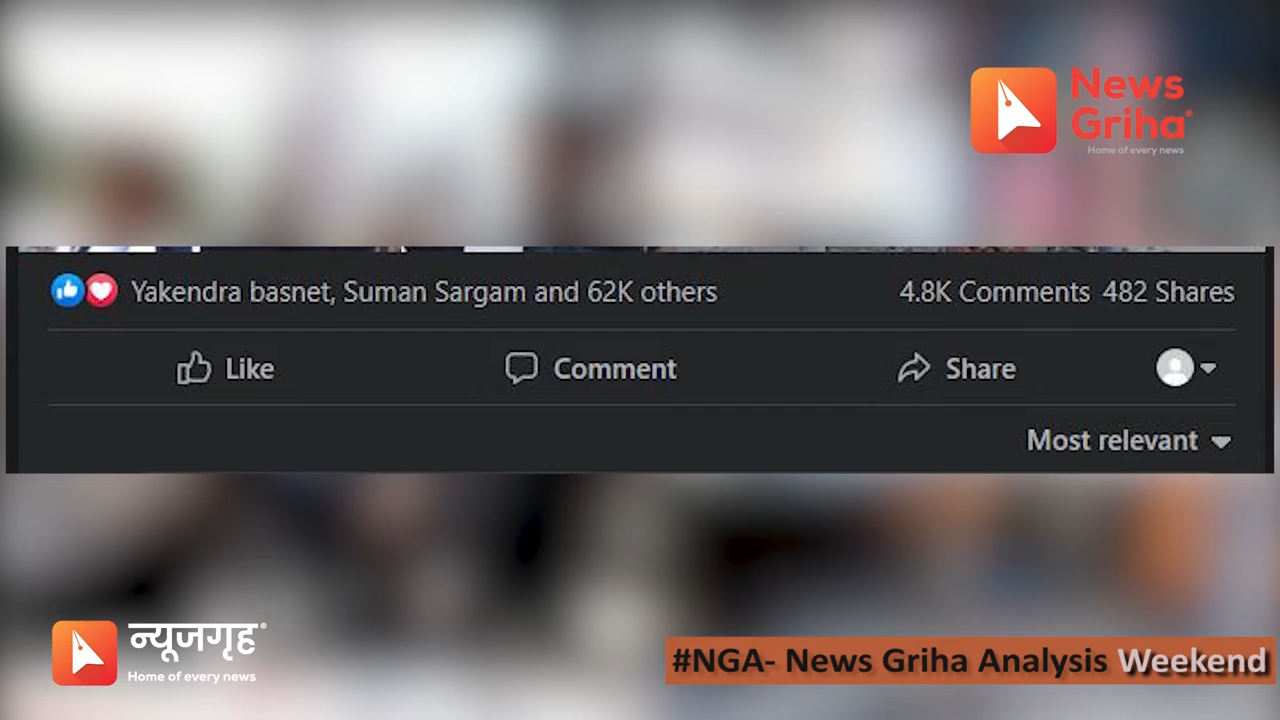 News
Griha
Home of every news
Yakendra basnet, Suman Sargam and 62K others
4.8K Comments 482 Shares
Like
Comment
Share
Most relevant
न्यूजगृह
Home of every news
#NGA- News Griha Analysis Weekend